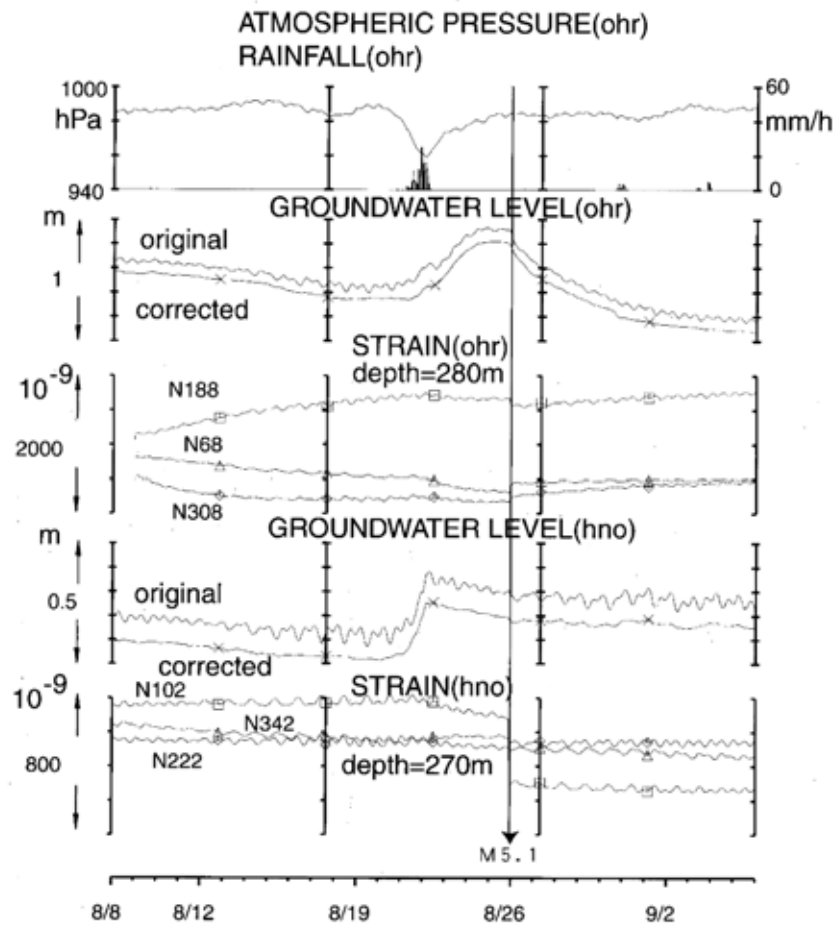 ATMOSPHERIC PRESSURE(ohr)
RAINFALL(ohr)
1000
hPa
940
60
mm/h
0
GROUNDWATER LEVEL(ohr)
m
original
1
corrected
STRAIN(ohr)
depth=280m
10-9
N188
2000
N68
N308
GROUNDWATER LEVEL(hno)
m
original
0.5
corrected
STRAIN(hno)
10-9
N102
N342
800
N222
depth=270m
M5.1
8/8 8/12 8/19 8/26 9/2